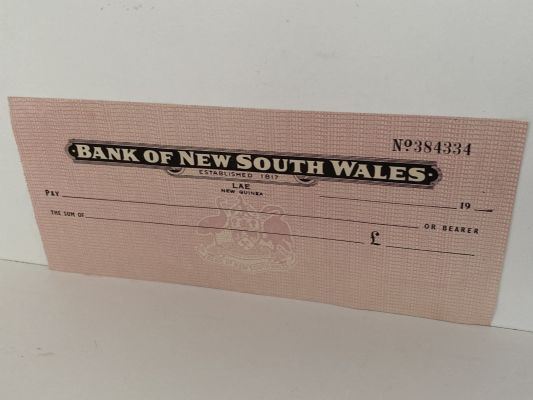 Nº384334
BANK OF NEW SOUTH WALES
ESTABLISHED 1817
LAE
NEW GUINEA
PAY 19
OR BEARER
THE SUM OF
£